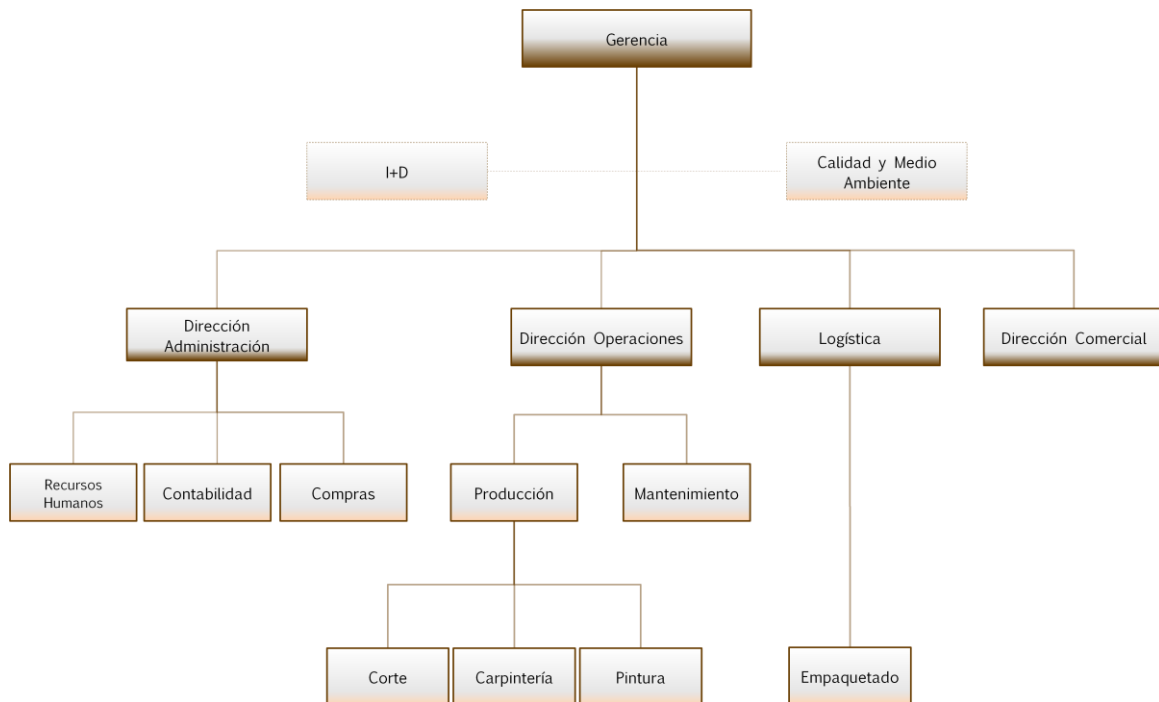 Gerencia
I+D
Calidad y Medio
Ambiente
Dirección
Administración
Dirección Operaciones
Logística
Dirección Comercial
Recursos
Humanos
Contabilidad
Compras
Producción
Mantenimiento
Corte
Carpintería
Pintura
Empaquetado